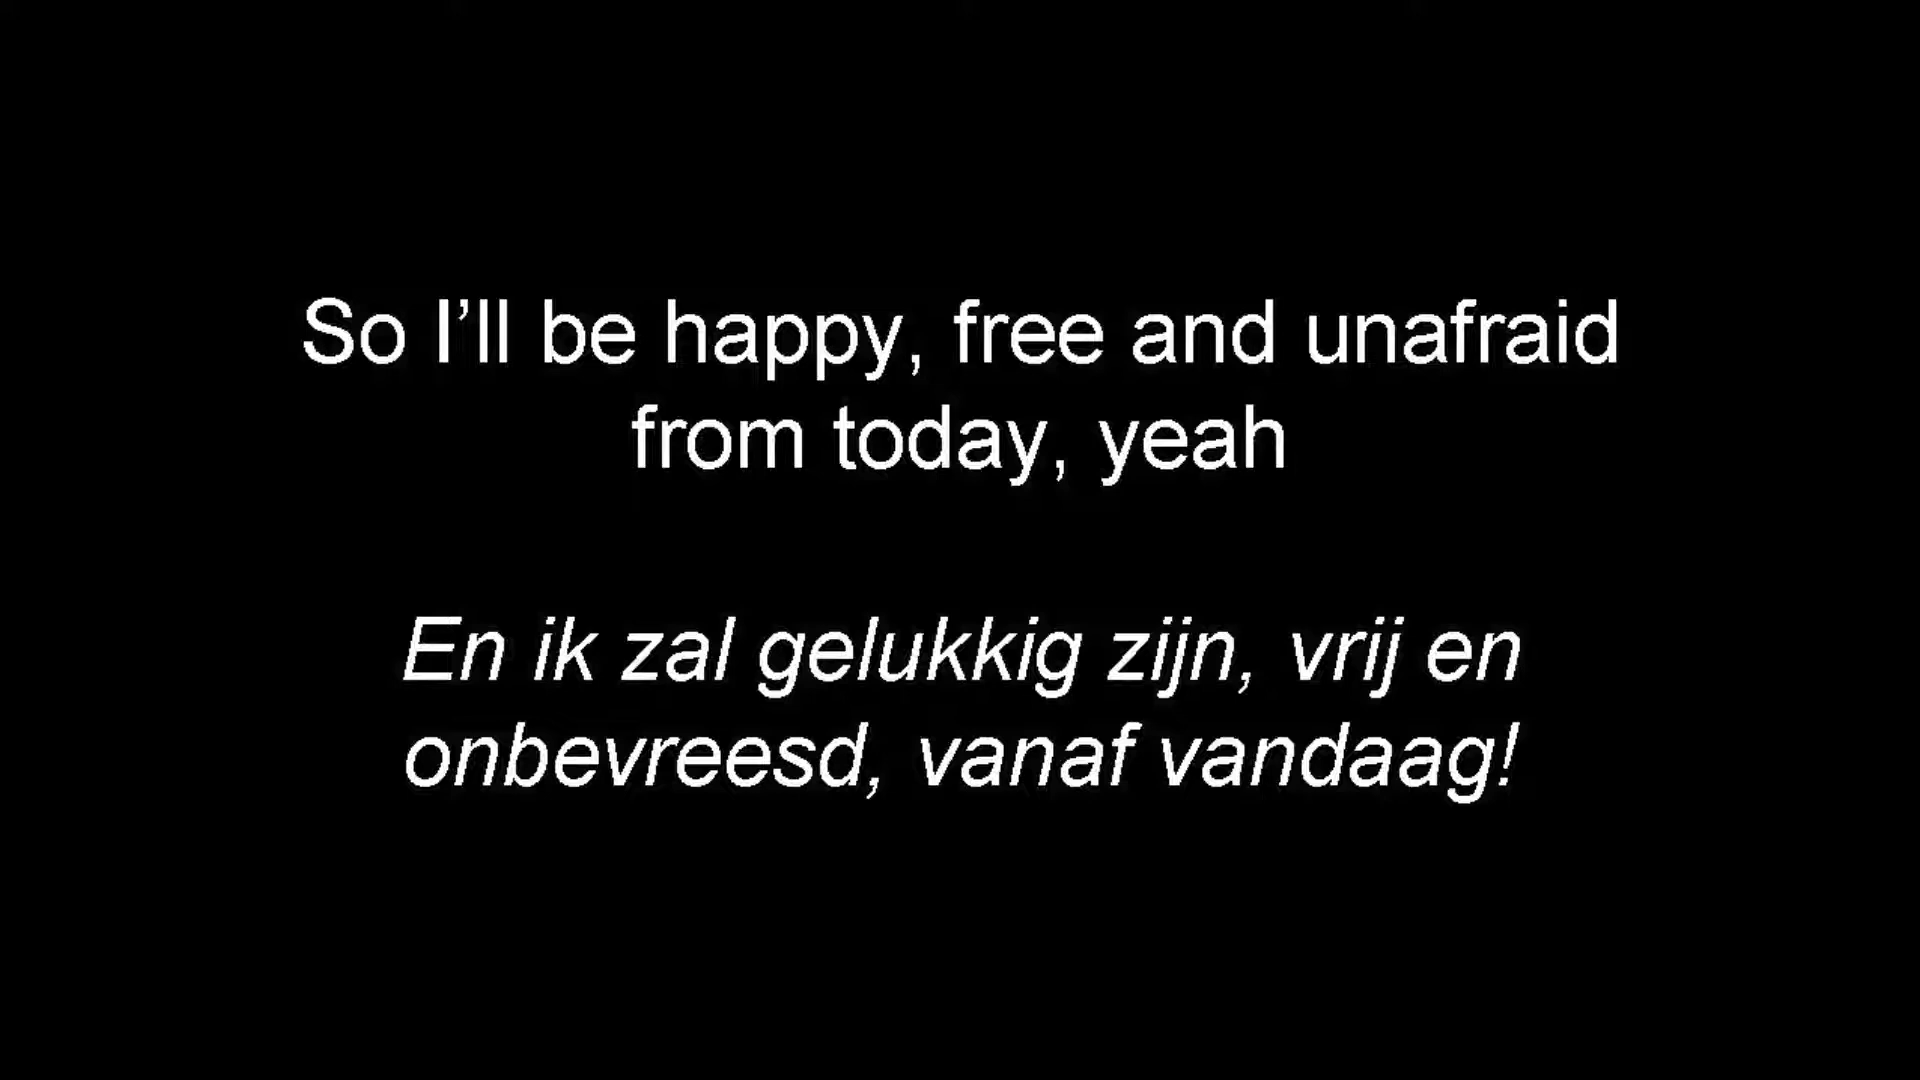 So I’ll be happy, free and unafraid
from today, yeah
En ik zal gelukkig zijn, vrij en
onbevreesd, vanaf vandaag!